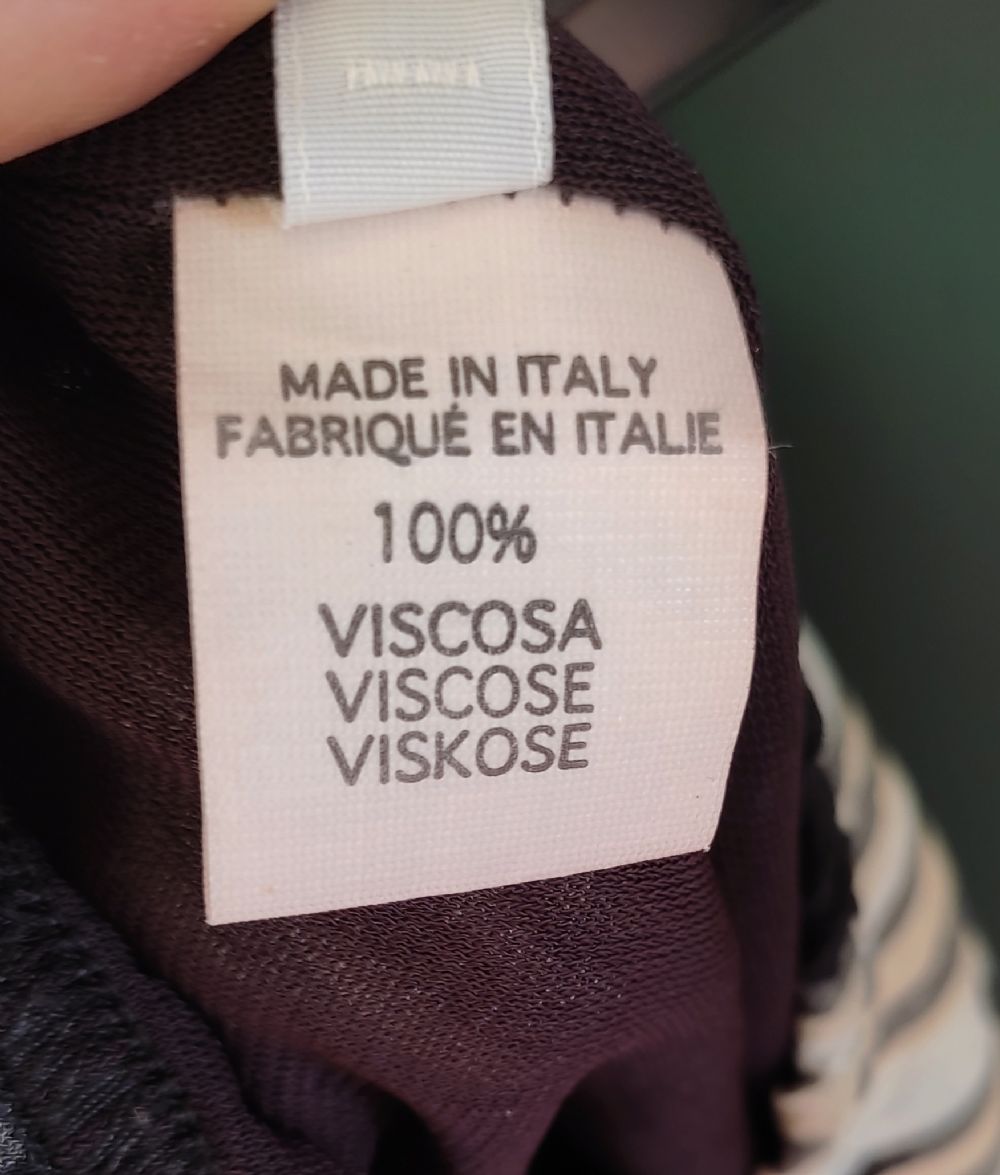 MADE IN ITALY
FABRIQUÉ EN ITALIE
100%
VISCOSA
VISCOSE
VISKOSE